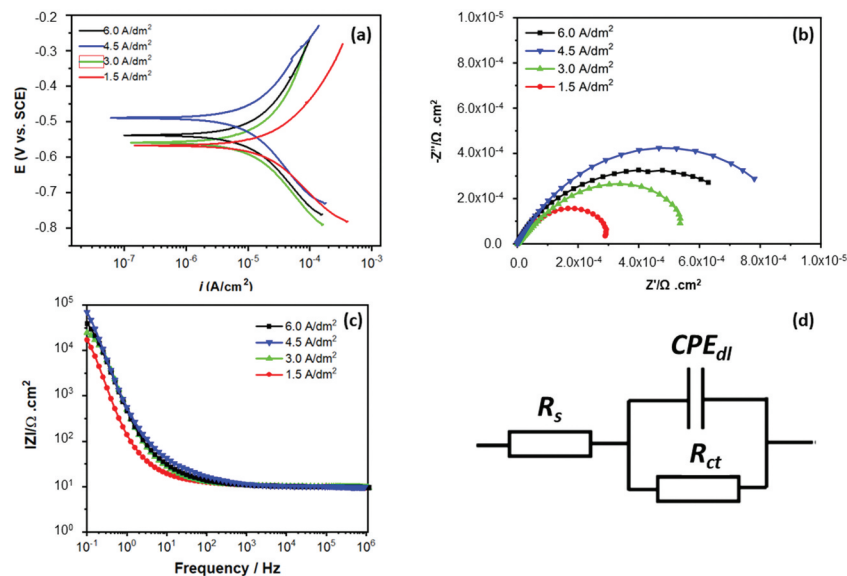 (a)
6.0 A/dm²
4.5 A/dm²
3.0 A/dm²
1.5 A/dm²
-0.2
-0.3
-0.4
-0.5
-0.6
-0.7
-0.8
E (V vs. SCE)
10⁻⁷ 10⁻⁶ 10⁻⁵ 10⁻⁴ 10⁻³
i (A/cm²)
(b)
6.0 A/dm²
4.5 A/dm²
3.0 A/dm²
1.5 A/dm²
1.0x10⁻⁵
8.0x10⁻⁴
6.0x10⁻⁴
4.0x10⁻⁴
2.0x10⁻⁴
0.0
-Z''/Ω .cm²
0.0 2.0x10⁻⁴ 4.0x10⁻⁴ 6.0x10⁻⁴ 8.0x10⁻⁴ 1.0x10⁻⁵
Z'/Ω .cm²
(c)
6.0 A/dm²
4.5 A/dm²
3.0 A/dm²
1.5 A/dm²
10⁵
10⁴
10³
10²
10¹
10⁰
IZI/Ω .cm²
10⁻¹ 10⁰ 10¹ 10² 10³ 10⁴ 10⁵ 10⁶
Frequency / Hz
(d)
CPEdl
Rs
Rct